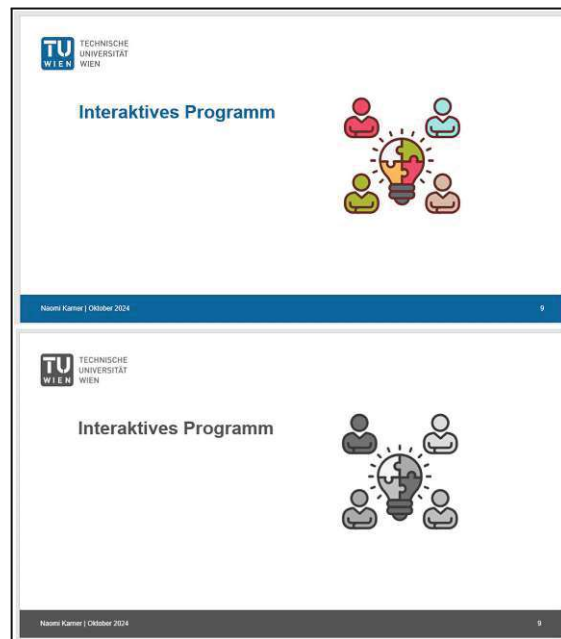 TU
WIEN
TECHNISCHE
UNIVERSITÄT
WIEN
Interaktives Programm
Naomi Kamer | Oktober 2024
9
TU
WIEN
TECHNISCHE
UNIVERSITÄT
WIEN
Interaktives Programm
Naomi Kamer | Oktober 2024
9